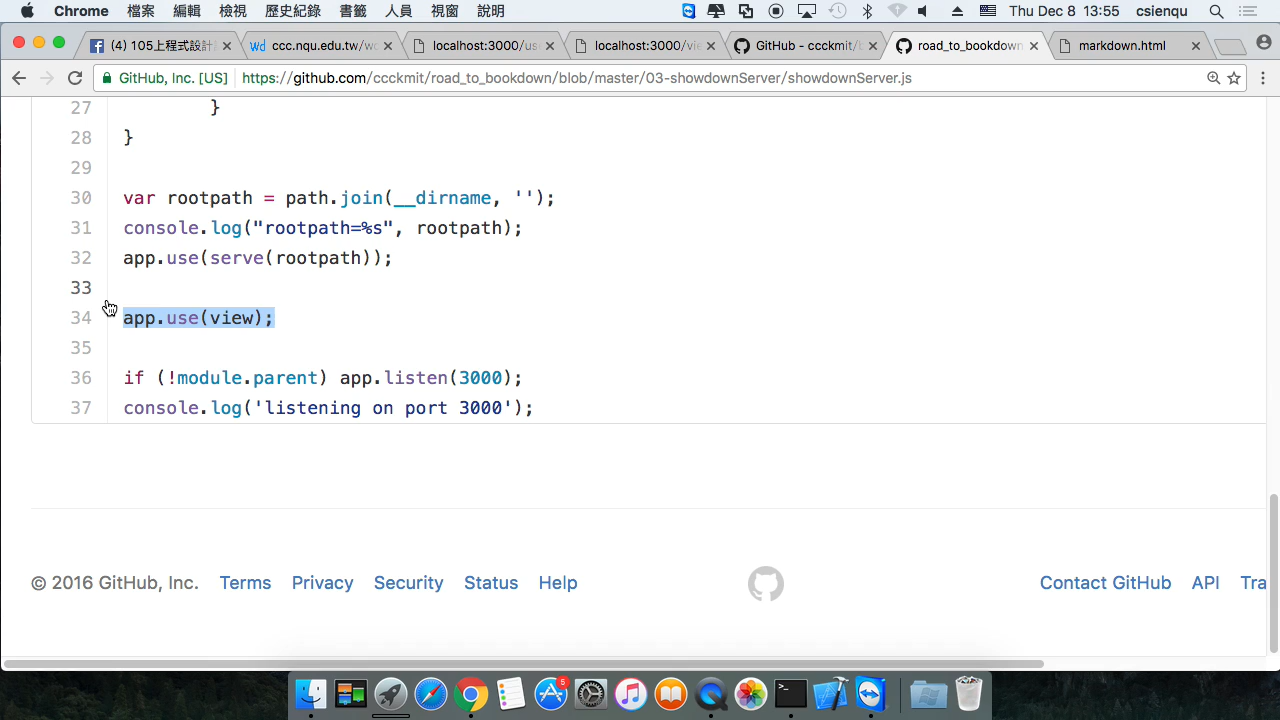 Chrome 檔案 編輯 檢視 歷史紀錄 書籤 人員 視窗 說明 Thu Dec 8 13:55 csienqu
(4) 105上程式設計 ccc.nqu.edu.tw/w localhost:3000/us localhost:3000/vie GitHub - ccckmit/b road_to_bookdown markdown.html
GitHub, Inc. [US] https://github.com/ccckmit/road_to_bookdown/blob/master/03-showdownServer/showdownServer.js
27 }
28 }
29
30 var rootpath = path.join(__dirname, '');
31 console.log("rootpath=%s", rootpath);
32 app.use(serve(rootpath));
33
34 app.use(view);
35
36 if (!module.parent) app.listen(3000);
37 console.log('listening on port 3000');
© 2016 GitHub, Inc. Terms Privacy Security Status Help Contact GitHub API Tra
6